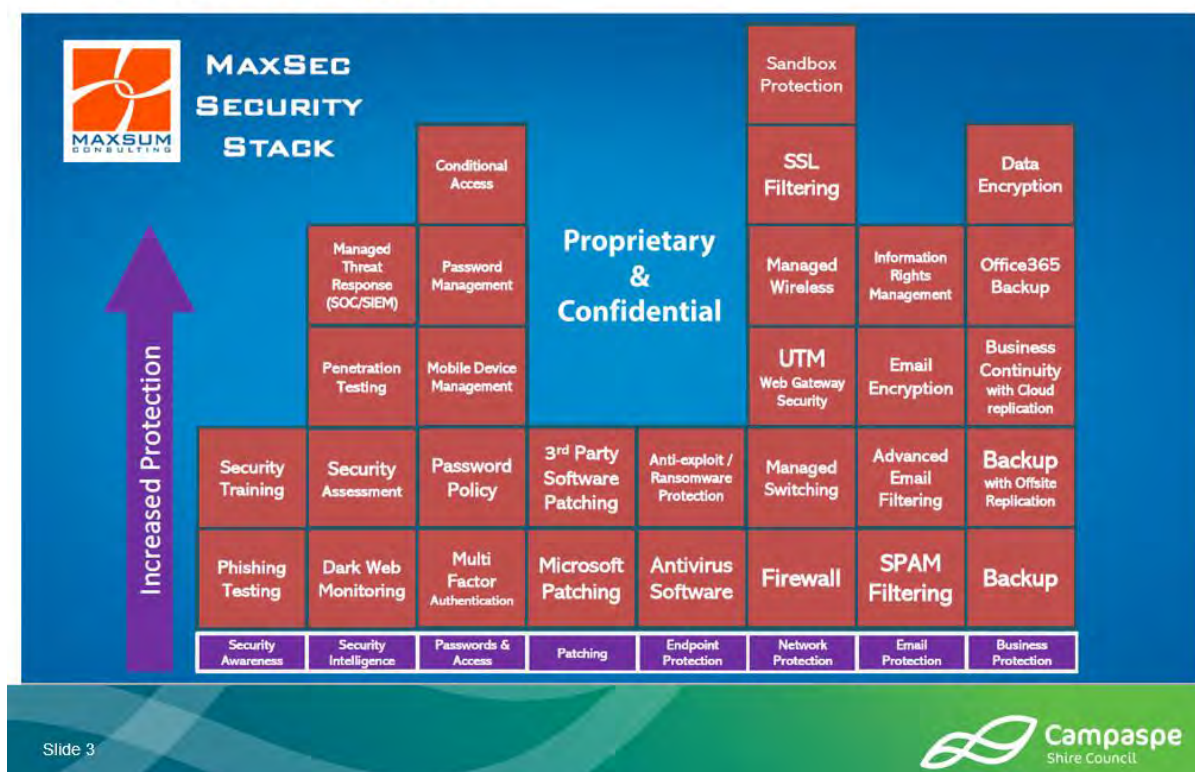 MAXSUM
CONSULTING
MAXSEC
SECURITY
STACK
Increased Protection
Proprietary
&
Confidential
Sandbox
Protection
Conditional
Access
SSL
Filtering
Data
Encryption
Managed
Threat
Response
(SOC/SIEM)
Password
Management
Managed
Wireless
Information
Rights
Management
Office365
Backup
Penetration
Testing
Mobile Device
Management
UTM
Web Gateway
Security
Email
Encryption
Business
Continuity
with Cloud
replication
Security
Training
Security
Assessment
Password
Policy
3rd Party
Software
Patching
Anti-exploit /
Ransomware
Protection
Managed
Switching
Advanced
Email
Filtering
Backup
with Offsite
Replication
Phishing
Testing
Dark Web
Monitoring
Multi
Factor
Authentication
Microsoft
Patching
Antivirus
Software
Firewall
SPAM
Filtering
Backup
Security
Awareness
Security
Intelligence
Passwords &
Access
Patching
Endpoint
Protection
Network
Protection
Email
Protection
Business
Protection
Slide 3
Campaspe
Shire Council